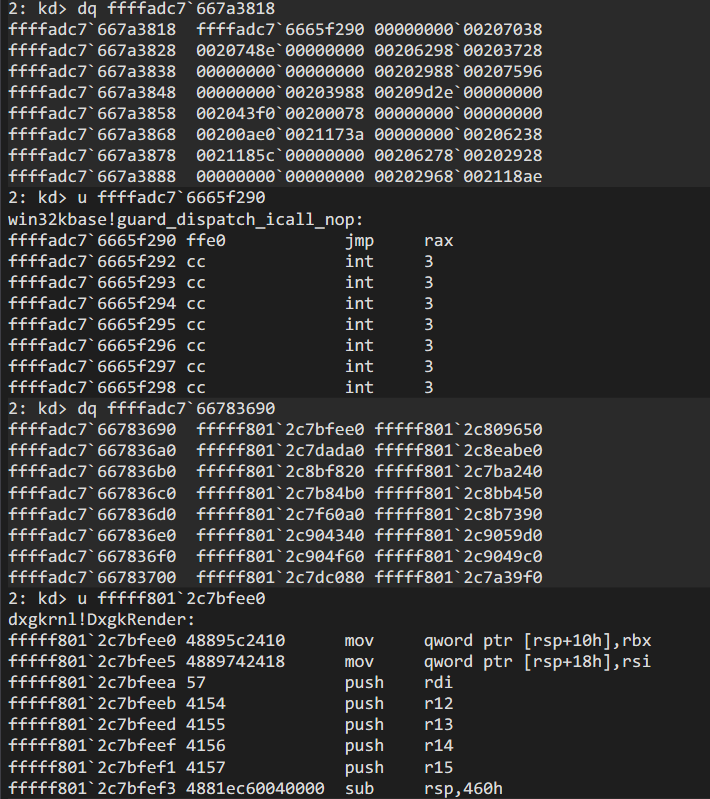 2: kd> dq ffffadc7`667a3818
ffffadc7`667a3818  ffffadc7`6665f290 00000000`00207038
ffffadc7`667a3828  0020748e`00000000 00206298`00203728
ffffadc7`667a3838  00000000`00000000 00202988`00207596
ffffadc7`667a3848  00000000`00203988 00209d2e`00000000
ffffadc7`667a3858  002043f0`00200078 00000000`00000000
ffffadc7`667a3868  00200ae0`0021173a 00000000`00206238
ffffadc7`667a3878  0021185c`00000000 00206278`00202928
ffffadc7`667a3888  00000000`00000000 00202968`002118ae
2: kd> u ffffadc7`6665f290
win32kbase!guard_dispatch_icall_nop:
ffffadc7`6665f290 ffe0            jmp     rax
ffffadc7`6665f292 cc              int     3
ffffadc7`6665f293 cc              int     3
ffffadc7`6665f294 cc              int     3
ffffadc7`6665f295 cc              int     3
ffffadc7`6665f296 cc              int     3
ffffadc7`6665f297 cc              int     3
ffffadc7`6665f298 cc              int     3
2: kd> dq ffffadc7`66783690
ffffadc7`66783690  fffff801`2c7bfee0 fffff801`2c809650
ffffadc7`667836a0  fffff801`2c7dada0 fffff801`2c8eabe0
ffffadc7`667836b0  fffff801`2c8bf820 fffff801`2c7ba240
ffffadc7`667836c0  fffff801`2c7b84b0 fffff801`2c8bb450
ffffadc7`667836d0  fffff801`2c7f60a0 fffff801`2c8b7390
ffffadc7`667836e0  fffff801`2c904340 fffff801`2c9059d0
ffffadc7`667836f0  fffff801`2c904f60 fffff801`2c9049c0
ffffadc7`66783700  fffff801`2c7dc080 fffff801`2c7a39f0
2: kd> u fffff801`2c7bfee0
dxgkrnl!DxgkRender:
fffff801`2c7bfee0 48895c2410      mov     qword ptr [rsp+10h],rbx
fffff801`2c7bfee5 4889742418      mov     qword ptr [rsp+18h],rsi
fffff801`2c7bfeea 57              push    rdi
fffff801`2c7bfeeb 4154            push    r12
fffff801`2c7bfeed 4155            push    r13
fffff801`2c7bfeef 4156            push    r14
fffff801`2c7bfef1 4157            push    r15
fffff801`2c7bfef3 4881ec60040000  sub     rsp,460h